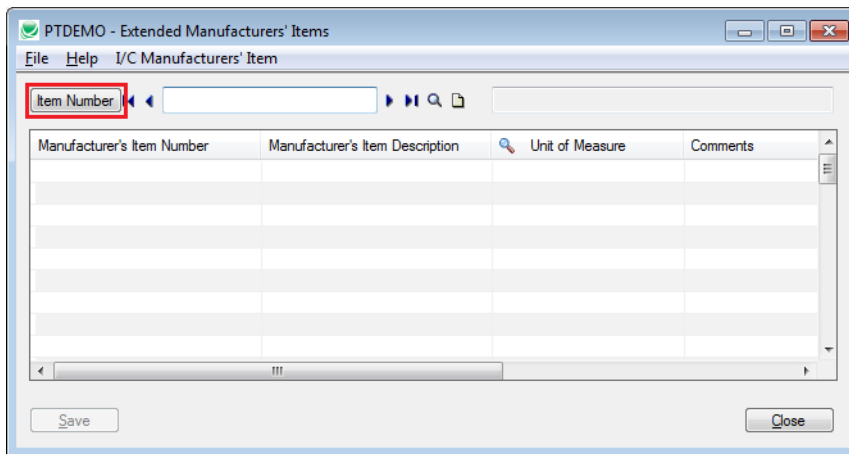 PTDEMO - Extended Manufacturers' Items
File Help I/C Manufacturers' Item
Item Number
Manufacturer's Item Number Manufacturer's Item Description Unit of Measure Comments
Save Close